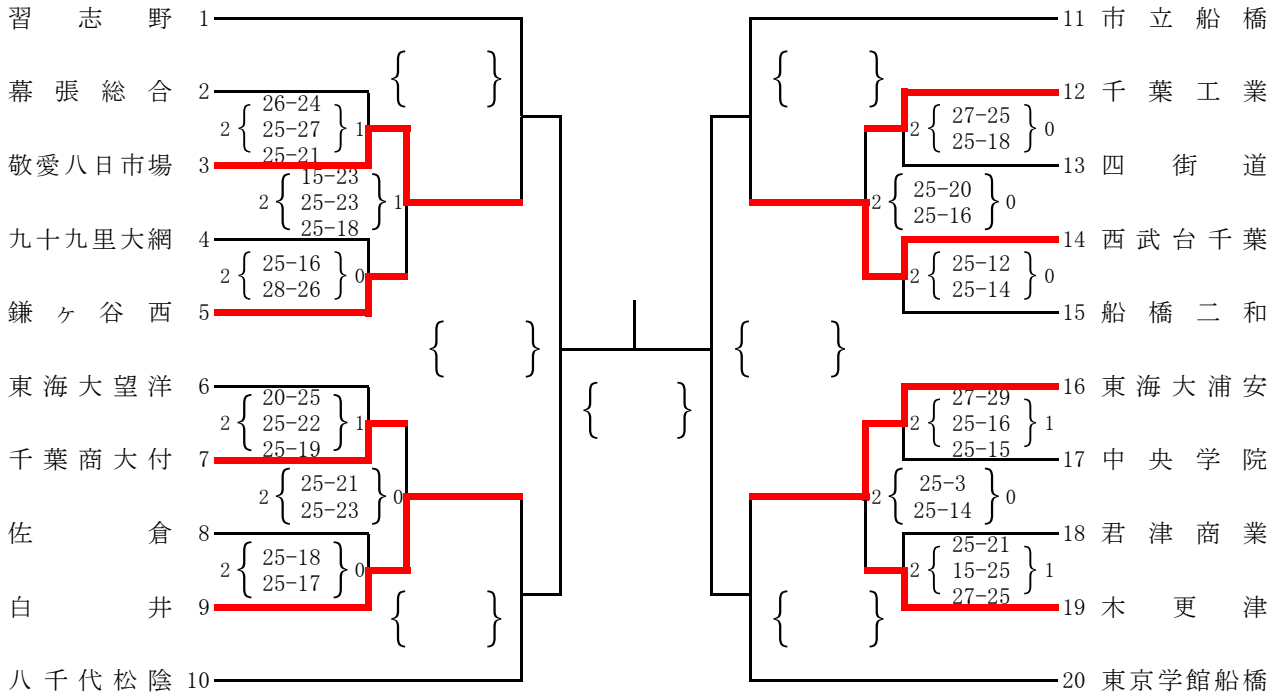 習志野 1
幕張総合 2
敬愛八日市場 3
九十九里大網 4
鎌ヶ谷西 5
東海大望洋 6
千葉商大付 7
佐倉 8
白井 9
八千代松陰 10
2 { 26-24 25-27 25-21 } 1
2 { 15-23 25-23 25-18 } 1
2 { 25-16 28-26 } 0
2 { 20-25 25-22 25-19 } 1
2 { 25-21 25-23 } 0
2 { 25-18 25-17 } 0
11 市立船橋
12 千葉工業
13 四街道
14 西武台千葉
15 船橋二和
16 東海大浦安
17 中央学院
18 君津商業
19 木更津
20 東京学館船橋
2 { 27-25 25-18 } 0
2 { 25-20 25-16 } 0
2 { 25-12 25-14 } 0
2 { 27-29 25-16 25-15 } 1
2 { 25-3 25-14 } 0
2 { 25-21 15-25 27-25 } 1